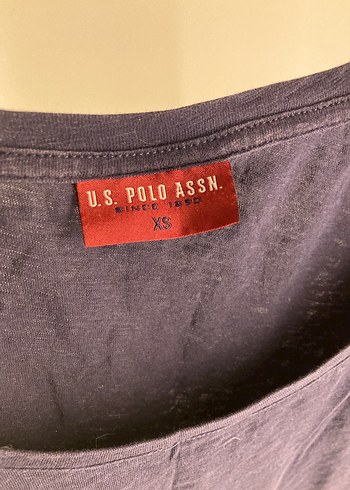 U.S. POLO ASSN.
SINCE 1890
XS